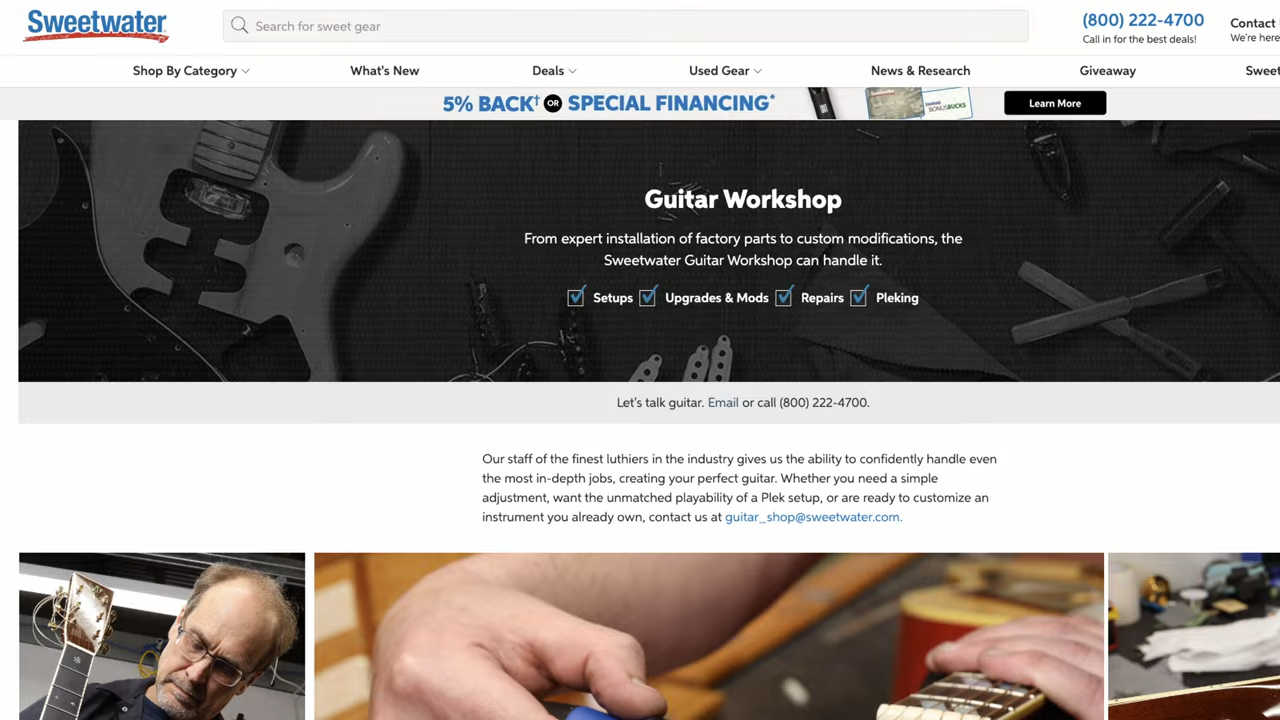 Sweetwater
Search for sweet gear
(800) 222-4700
Call in for the best deals!
Contact
We're here
Shop By Category
What's New
Deals
Used Gear
News & Research
Giveaway
Sweet
5% BACK† OR SPECIAL FINANCING*
BONUSBUCKS
Learn More
Guitar Workshop
From expert installation of factory parts to custom modifications, the
Sweetwater Guitar Workshop can handle it.
Setups Upgrades & Mods Repairs Pleking
Let's talk guitar. Email or call (800) 222-4700.
Our staff of the finest luthiers in the industry gives us the ability to confidently handle even
the most in-depth jobs, creating your perfect guitar. Whether you need a simple
adjustment, want the unmatched playability of a Plek setup, or are ready to customize an
instrument you already own, contact us at guitar_shop@sweetwater.com.